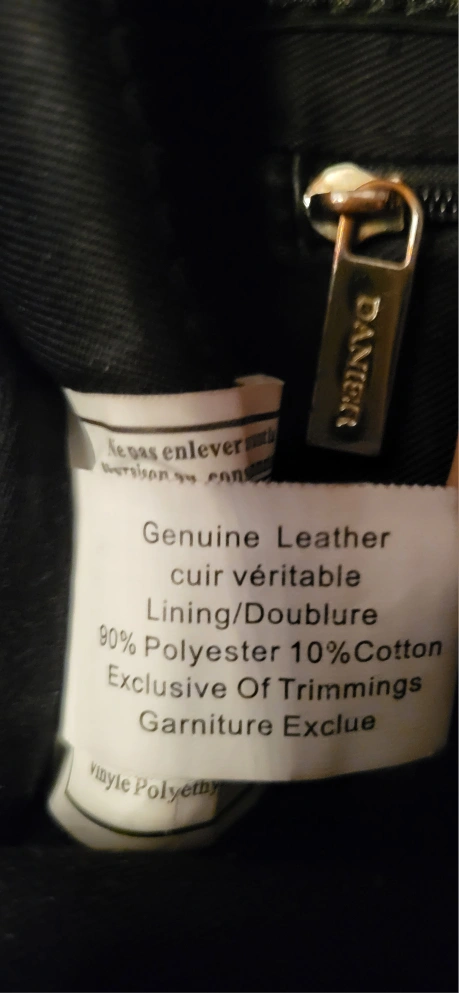 DANIER
Ne pas enlever
Genuine Leather
cuir véritable
Lining/Doublure
90% Polyester 10%Cotton
Exclusive Of Trimmings
Garniture Exclue
vinyle Polyethy